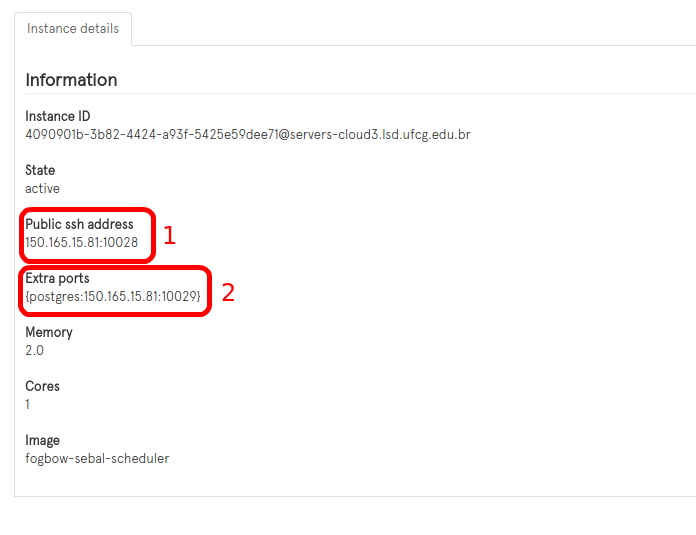 Instance details
Information
Instance ID
4090901b-3b82-4424-a93f-5425e59dee71@servers-cloud3.lsd.ufcg.edu.br
State
active
Public ssh address
150.165.15.81:10028
1
Extra ports
{postgres:150.165.15.81:10029}
2
Memory
2.0
Cores
1
Image
fogbow-sebal-scheduler